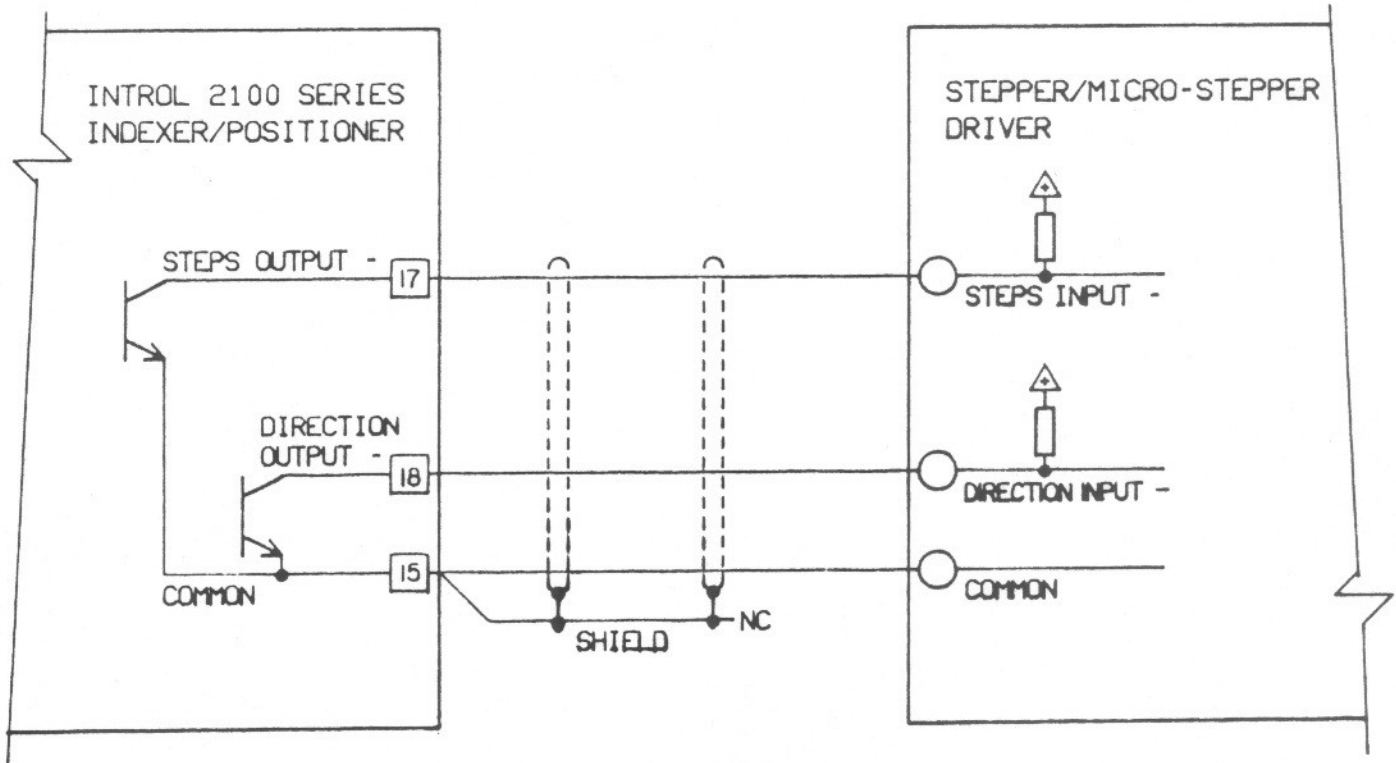 INTROL 2100 SERIES
INDEXER/POSITIONER
STEPPER/MICRO-STEPPER
DRIVER
+
STEPS OUTPUT -
17
STEPS INPUT -
+
DIRECTION
OUTPUT -
18
DIRECTION INPUT -
15
COMMON
COMMON
NC
SHIELD